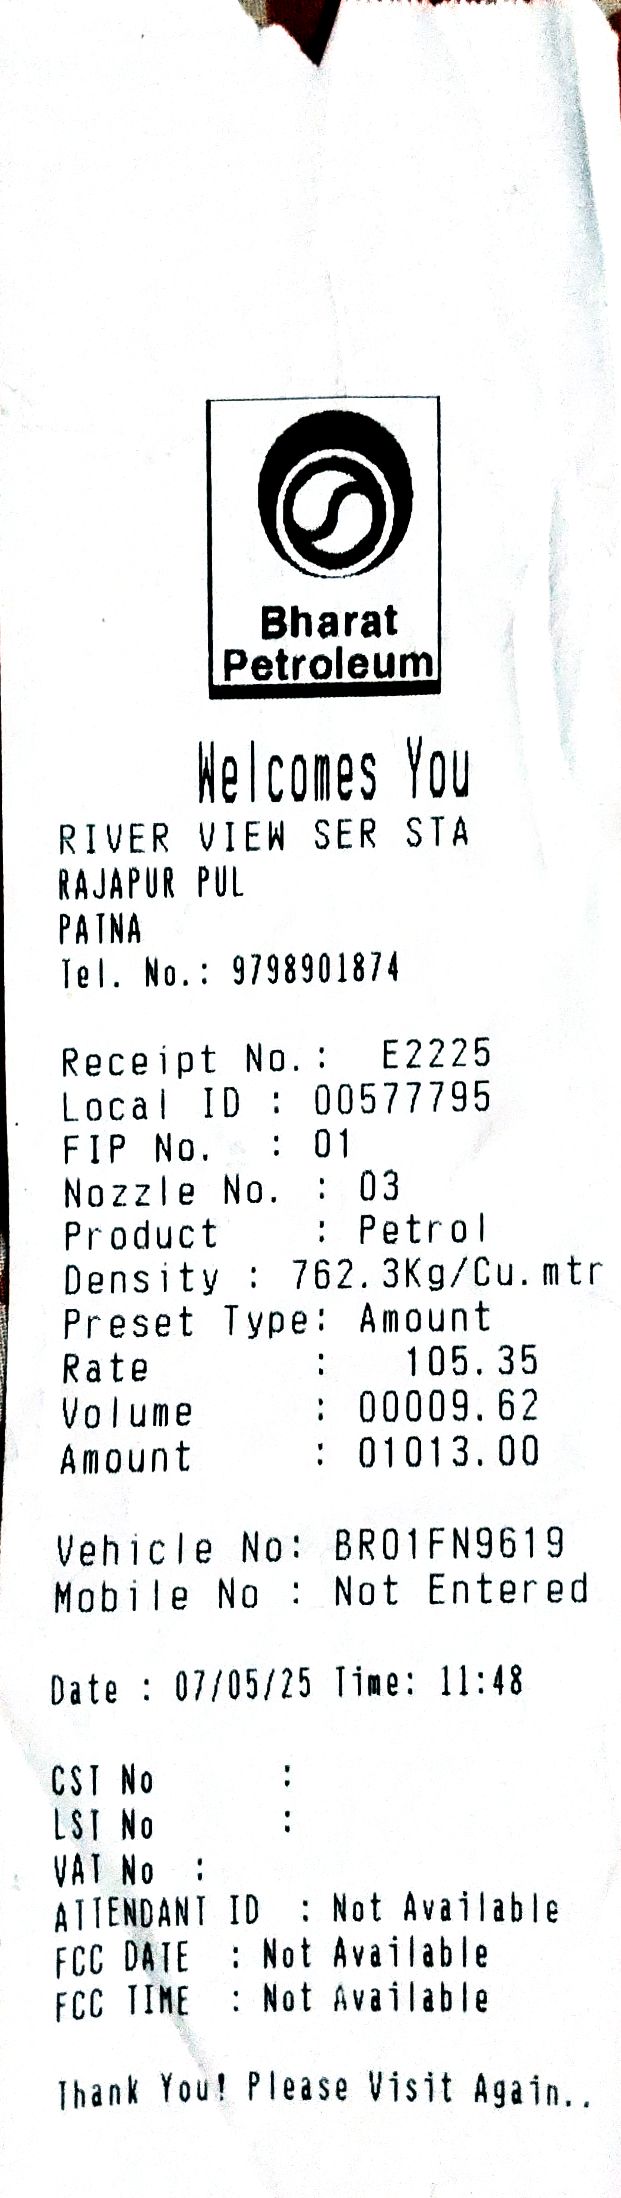 Bharat
Petroleum
Welcomes You
RIVER VIEW SER STA
RAJAPUR PUL
PATNA
Tel. No.: 9798901874
Receipt No.: E2225
Local ID : 00577795
FIP No. : 01
Nozzle No. : 03
Product : Petrol
Density : 762.3Kg/Cu.mtr
Preset Type: Amount
Rate : 105.35
Volume : 00009.62
Amount : 01013.00
Vehicle No: BR01FN9619
Mobile No : Not Entered
Date : 07/05/25 Time: 11:48
CST No :
LST No :
VAT No :
ATTENDANT ID : Not Available
FCC DATE : Not Available
FCC TIME : Not Available
Thank You! Please Visit Again..